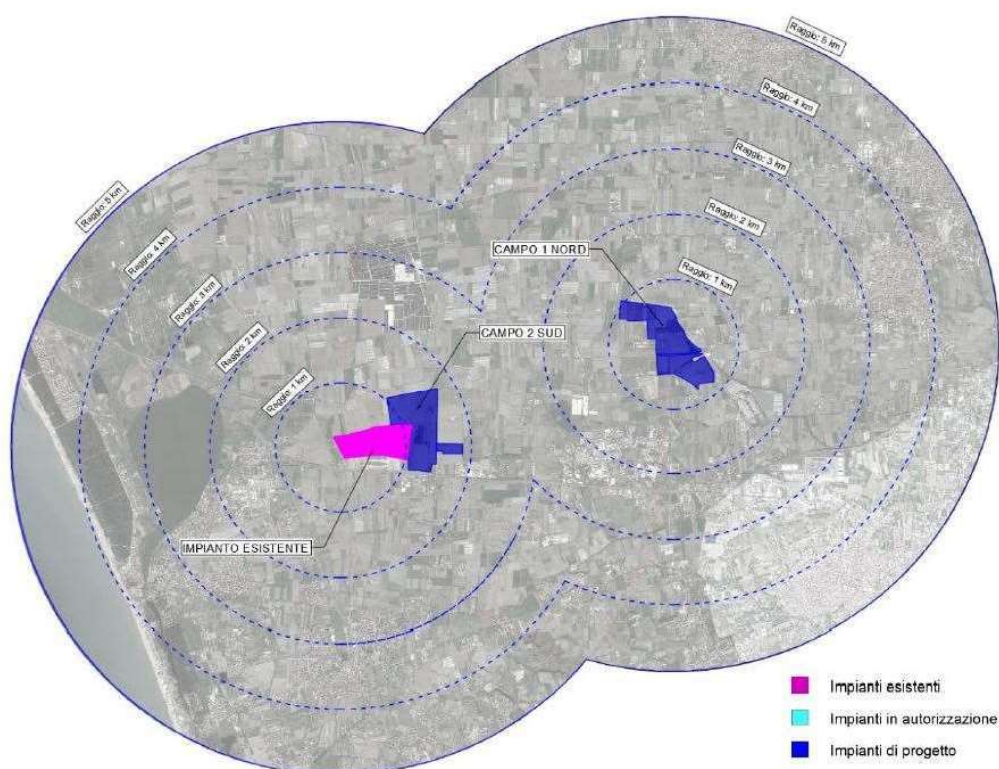 Raggio: 5 km
Raggio: 4 km
Raggio: 3 km
Raggio: 2 km
Raggio: 1 km
CAMPO 1 NORD
CAMPO 2 SUD
Raggio: 5 km
Raggio: 4 km
Raggio: 3 km
Raggio: 2 km
Raggio: 1 km
IMPIANTO ESISTENTE
Impianti esistenti
Impianti in autorizzazione
Impianti di progetto